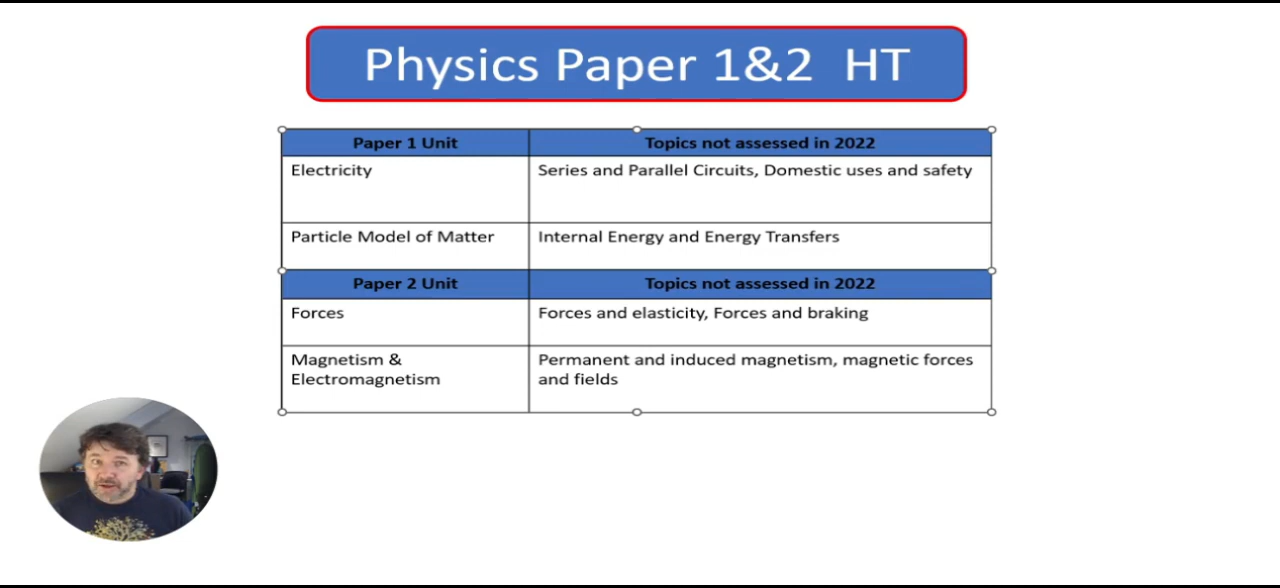 Physics Paper 1&2 HT
Paper 1 Unit
Topics not assessed in 2022
Electricity
Series and Parallel Circuits, Domestic uses and safety
Particle Model of Matter
Internal Energy and Energy Transfers
Paper 2 Unit
Topics not assessed in 2022
Forces
Forces and elasticity, Forces and braking
Magnetism &
Electromagnetism
Permanent and induced magnetism, magnetic forces
and fields